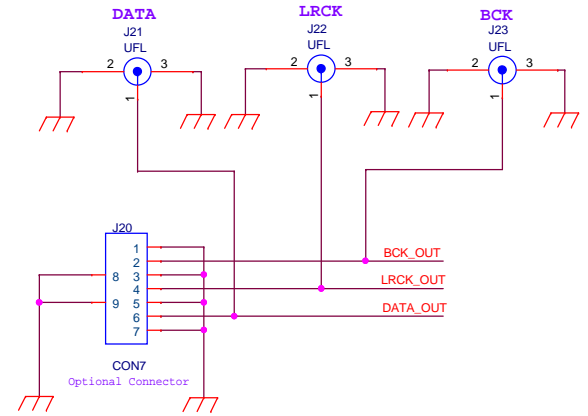 DATA
LRCK
BCK
J21
J22
J23
UFL
UFL
UFL
2
3
2
3
2
3
1
1
1
J20
1
2
3
4
5
6
7
8
9
BCK_OUT
LRCK_OUT
DATA_OUT
CON7
Optional Connector